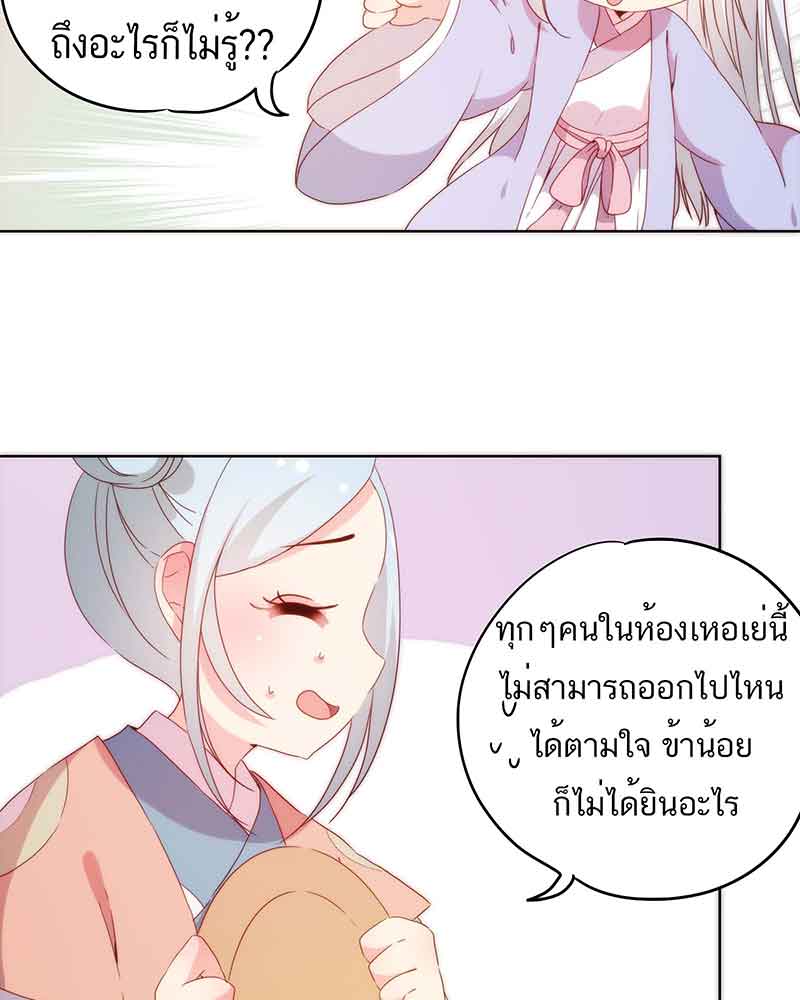 ถึงอะไรก็ไม่รู้??
ทุกๆคนในห้องเหอเย่นี้
ไม่สามารถออกไปไหน
ได้ตามใจ ข้าน้อย
ก็ไม่ได้ยินอะไร